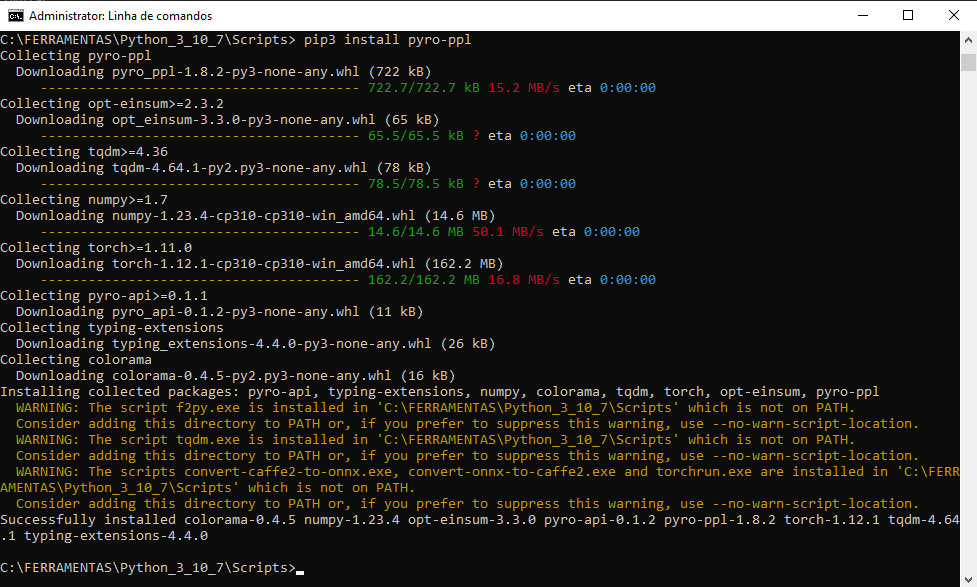 Administrator: Linha de comandos
C:\FERRAMENTAS\Python_3_10_7\Scripts> pip3 install pyro-ppl
Collecting pyro-ppl
  Downloading pyro_ppl-1.8.2-py3-none-any.whl (722 kB)
     ---------------------------------------- 722.7/722.7 kB 15.2 MB/s eta 0:00:00
Collecting opt-einsum>=2.3.2
  Downloading opt_einsum-3.3.0-py3-none-any.whl (65 kB)
     ---------------------------------------- 65.5/65.5 kB ? eta 0:00:00
Collecting tqdm>=4.36
  Downloading tqdm-4.64.1-py2.py3-none-any.whl (78 kB)
     ---------------------------------------- 78.5/78.5 kB ? eta 0:00:00
Collecting numpy>=1.7
  Downloading numpy-1.23.4-cp310-cp310-win_amd64.whl (14.6 MB)
     ---------------------------------------- 14.6/14.6 MB 50.1 MB/s eta 0:00:00
Collecting torch>=1.11.0
  Downloading torch-1.12.1-cp310-cp310-win_amd64.whl (162.2 MB)
     ---------------------------------------- 162.2/162.2 MB 16.8 MB/s eta 0:00:00
Collecting pyro-api>=0.1.1
  Downloading pyro_api-0.1.2-py3-none-any.whl (11 kB)
Collecting typing-extensions
  Downloading typing_extensions-4.4.0-py3-none-any.whl (26 kB)
Collecting colorama
  Downloading colorama-0.4.5-py2.py3-none-any.whl (16 kB)
Installing collected packages: pyro-api, typing-extensions, numpy, colorama, tqdm, torch, opt-einsum, pyro-ppl
  WARNING: The script f2py.exe is installed in 'C:\FERRAMENTAS\Python_3_10_7\Scripts' which is not on PATH.
  Consider adding this directory to PATH or, if you prefer to suppress this warning, use --no-warn-script-location.
  WARNING: The script tqdm.exe is installed in 'C:\FERRAMENTAS\Python_3_10_7\Scripts' which is not on PATH.
  Consider adding this directory to PATH or, if you prefer to suppress this warning, use --no-warn-script-location.
  WARNING: The scripts convert-caffe2-to-onnx.exe, convert-onnx-to-caffe2.exe and torchrun.exe are installed in 'C:\FERR
AMENTAS\Python_3_10_7\Scripts' which is not on PATH.
  Consider adding this directory to PATH or, if you prefer to suppress this warning, use --no-warn-script-location.
Successfully installed colorama-0.4.5 numpy-1.23.4 opt-einsum-3.3.0 pyro-api-0.1.2 pyro-ppl-1.8.2 torch-1.12.1 tqdm-4.64
.1 typing-extensions-4.4.0
C:\FERRAMENTAS\Python_3_10_7\Scripts>